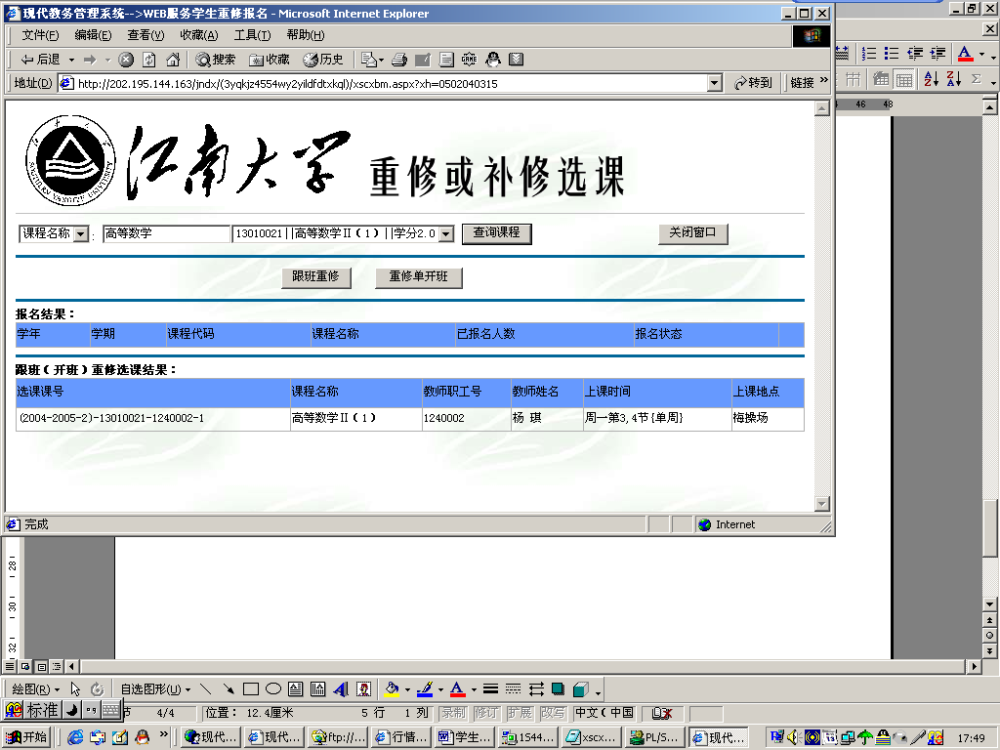 现代教务管理系统-->WEB服务学生重修报名 - Microsoft Internet Explorer
文件(F) 编辑(E) 查看(V) 收藏(A) 工具(T) 帮助(H)
后退 搜索 收藏 历史
地址(D) http://202.195.144.163/jndx/(3yqkjz4554wy2yildfdtxkql)/xscxbm.aspx?xh=0502040315 转到 链接 »
46 48
江南大学 重修或补修选课
课程名称 : 高等数学 13010021||高等数学Ⅱ(1)||学分2.0 查询课程 关闭窗口
跟班重修 重修单开班
报名结果:
学年 学期 课程代码 课程名称 已报名人数 报名状态
跟班(开班)重修选课结果:
选课课号 课程名称 教师职工号 教师姓名 上课时间 上课地点
(2004-2005-2)-13010021-1240002-1 高等数学Ⅱ(1) 1240002 杨 琪 周一第3,4节{单周} 梅操场
完成 Internet
28
30
32
绘图(R) 自选图形(U)
标准 节 4/4 位置: 12.4厘米 5 行 1 列 录制 修订 扩展 改写 中文(中国
开始 » 现代... 现代... ftp://... 行情... 学生... 1544... xscx... PL/S... 现代... 17:49